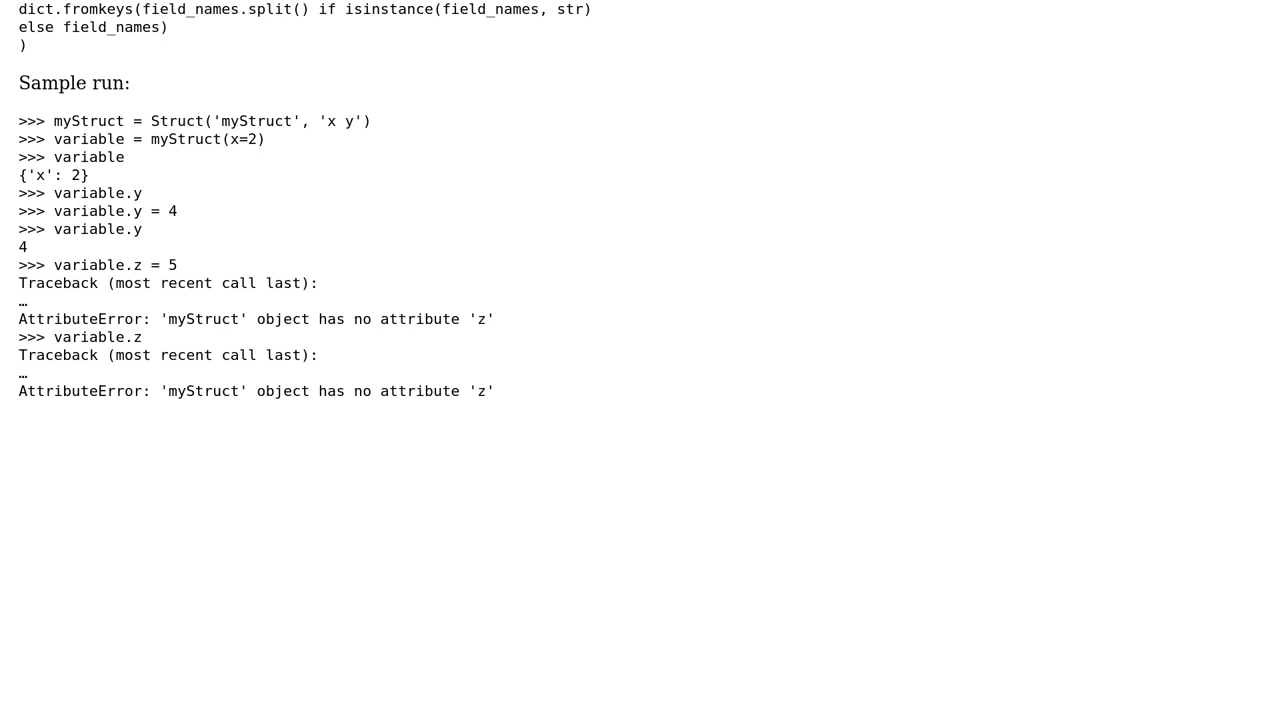 dict.fromkeys(field_names.split() if isinstance(field_names, str)
else field_names)
)
Sample run:
>>> myStruct = Struct('myStruct', 'x y')
>>> variable = myStruct(x=2)
>>> variable
{'x': 2}
>>> variable.y
>>> variable.y = 4
>>> variable.y
4
>>> variable.z = 5
Traceback (most recent call last):
…
AttributeError: 'myStruct' object has no attribute 'z'
>>> variable.z
Traceback (most recent call last):
…
AttributeError: 'myStruct' object has no attribute 'z'